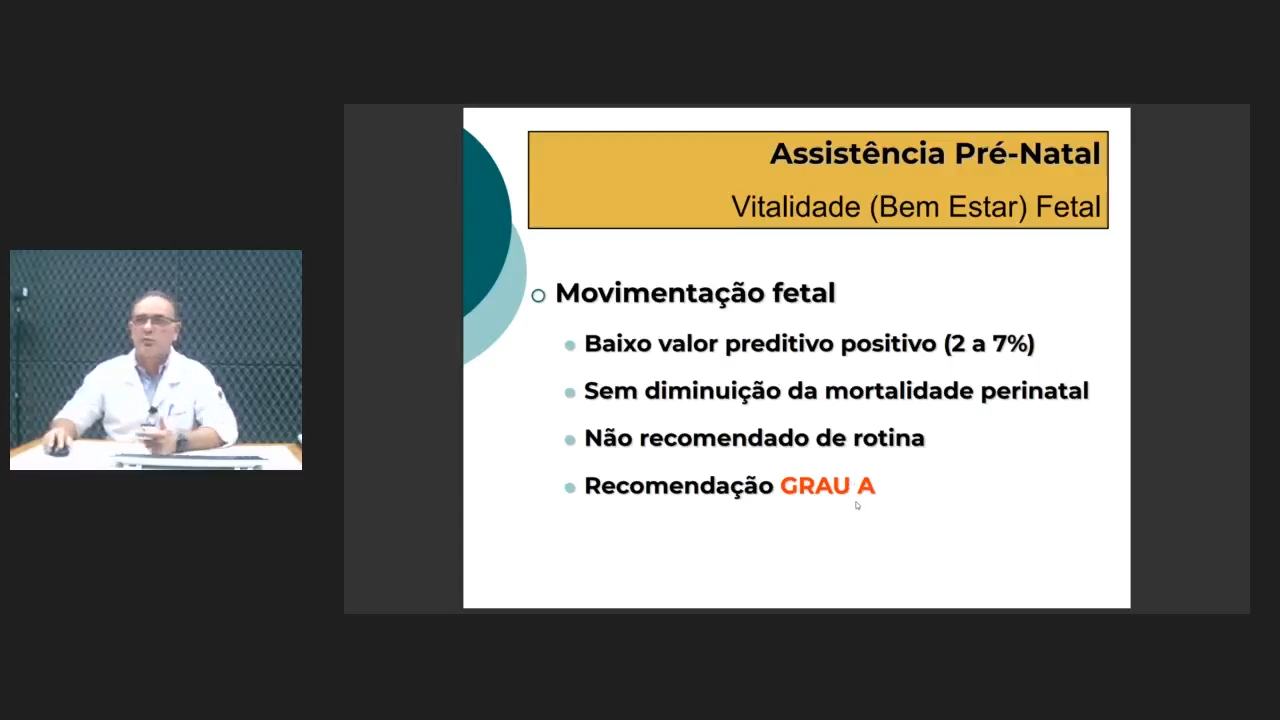 Assistência Pré-Natal
Vitalidade (Bem Estar) Fetal
Movimentação fetal
Baixo valor preditivo positivo (2 a 7%)
Sem diminuição da mortalidade perinatal
Não recomendado de rotina
Recomendação GRAU A